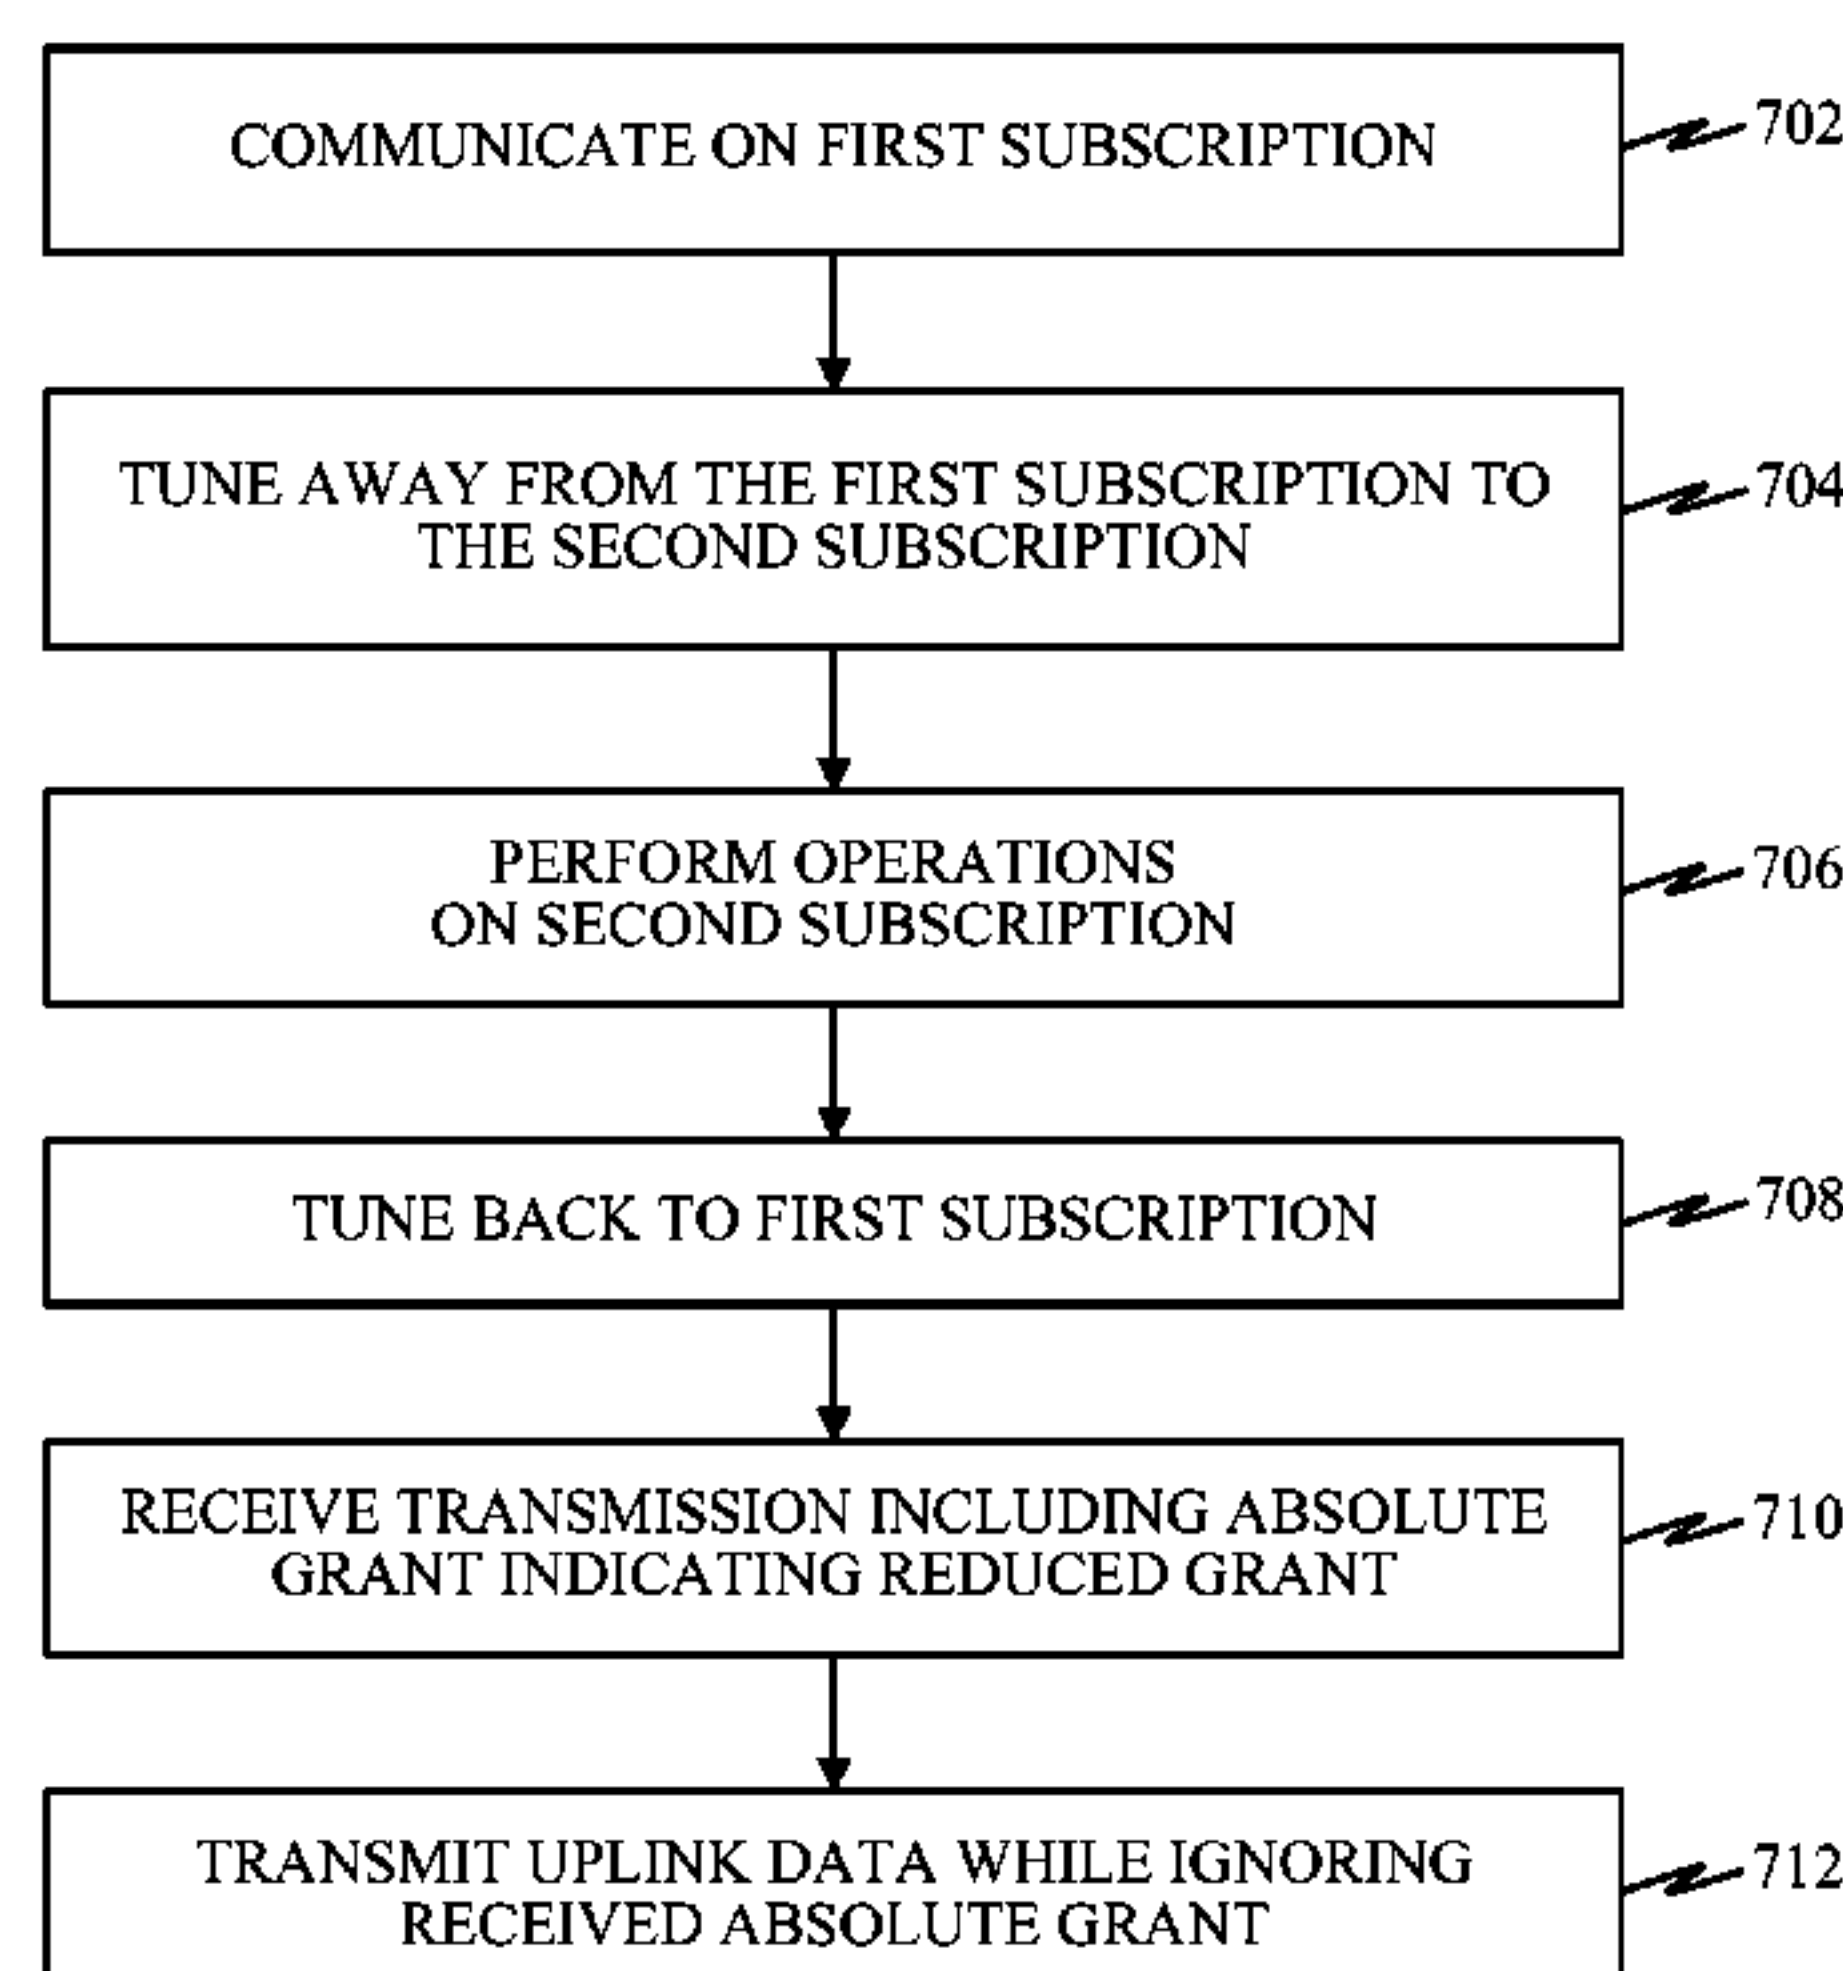 COMMUNICATE ON FIRST SUBSCRIPTION
702
TUNE AWAY FROM THE FIRST SUBSCRIPTION TO
THE SECOND SUBSCRIPTION
704
PERFORM OPERATIONS
ON SECOND SUBSCRIPTION
706
TUNE BACK TO FIRST SUBSCRIPTION
708
RECEIVE TRANSMISSION INCLUDING ABSOLUTE
GRANT INDICATING REDUCED GRANT
710
TRANSMIT UPLINK DATA WHILE IGNORING
RECEIVED ABSOLUTE GRANT
712